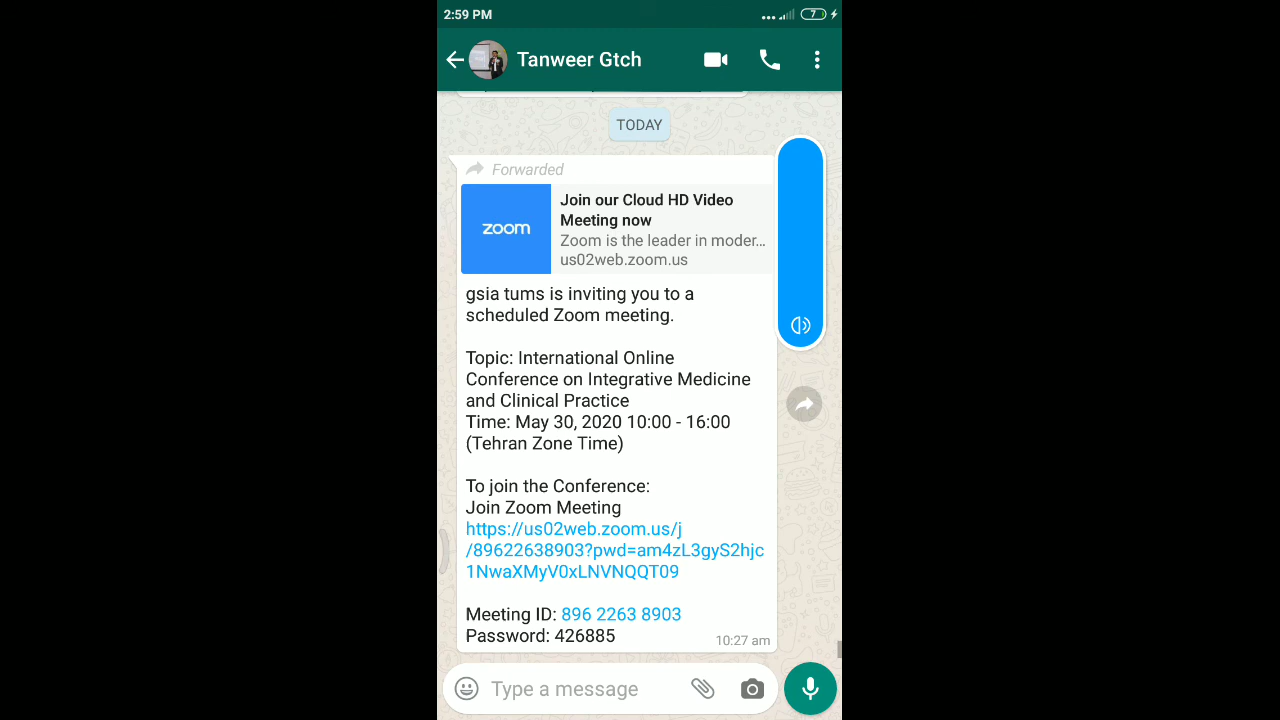 2:59 PM
7
Tanweer Gtch
TODAY
Forwarded
zoom
Join our Cloud HD Video
Meeting now
Zoom is the leader in moder...
us02web.zoom.us
gsia tums is inviting you to a
scheduled Zoom meeting.
Topic: International Online
Conference on Integrative Medicine
and Clinical Practice
Time: May 30, 2020 10:00 - 16:00
(Tehran Zone Time)
To join the Conference:
Join Zoom Meeting
https://us02web.zoom.us/j
/89622638903?pwd=am4zL3gyS2hjc
1NwaXMyV0xLNVNQQT09
Meeting ID: 896 2263 8903
Password: 426885
10:27 am
Type a message